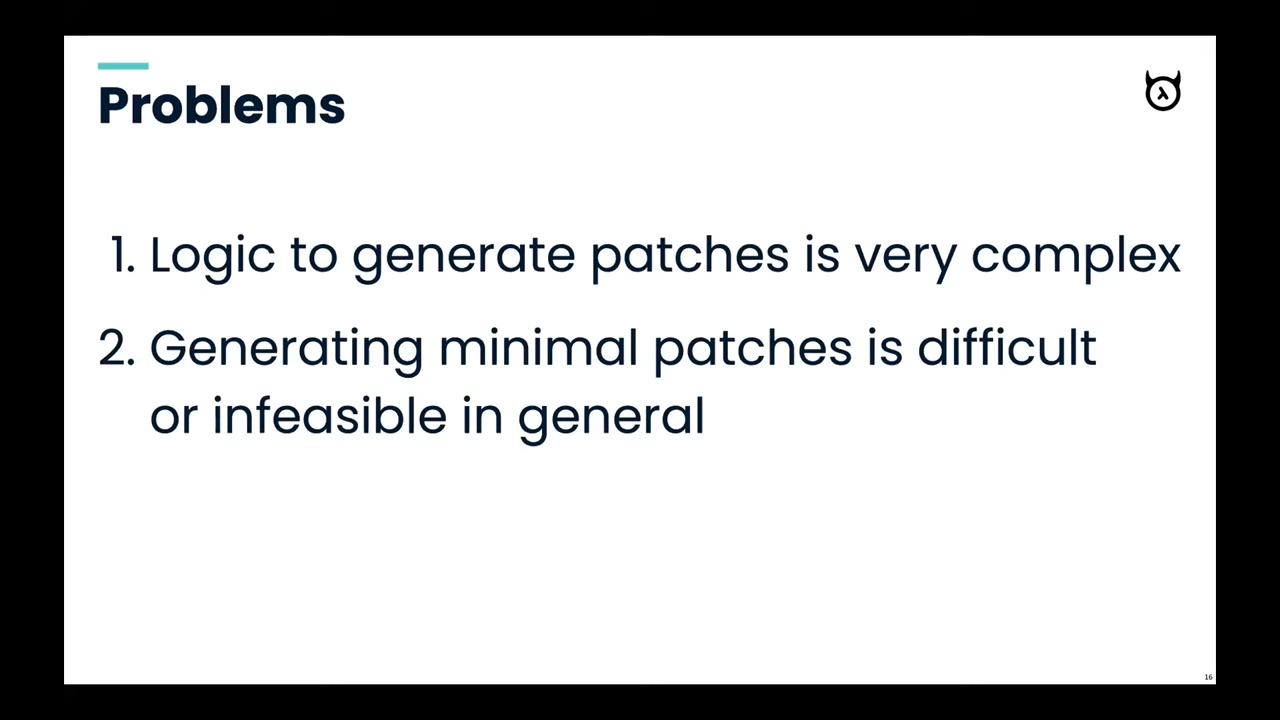 Problems
1. Logic to generate patches is very complex
2. Generating minimal patches is difficult
or infeasible in general
16